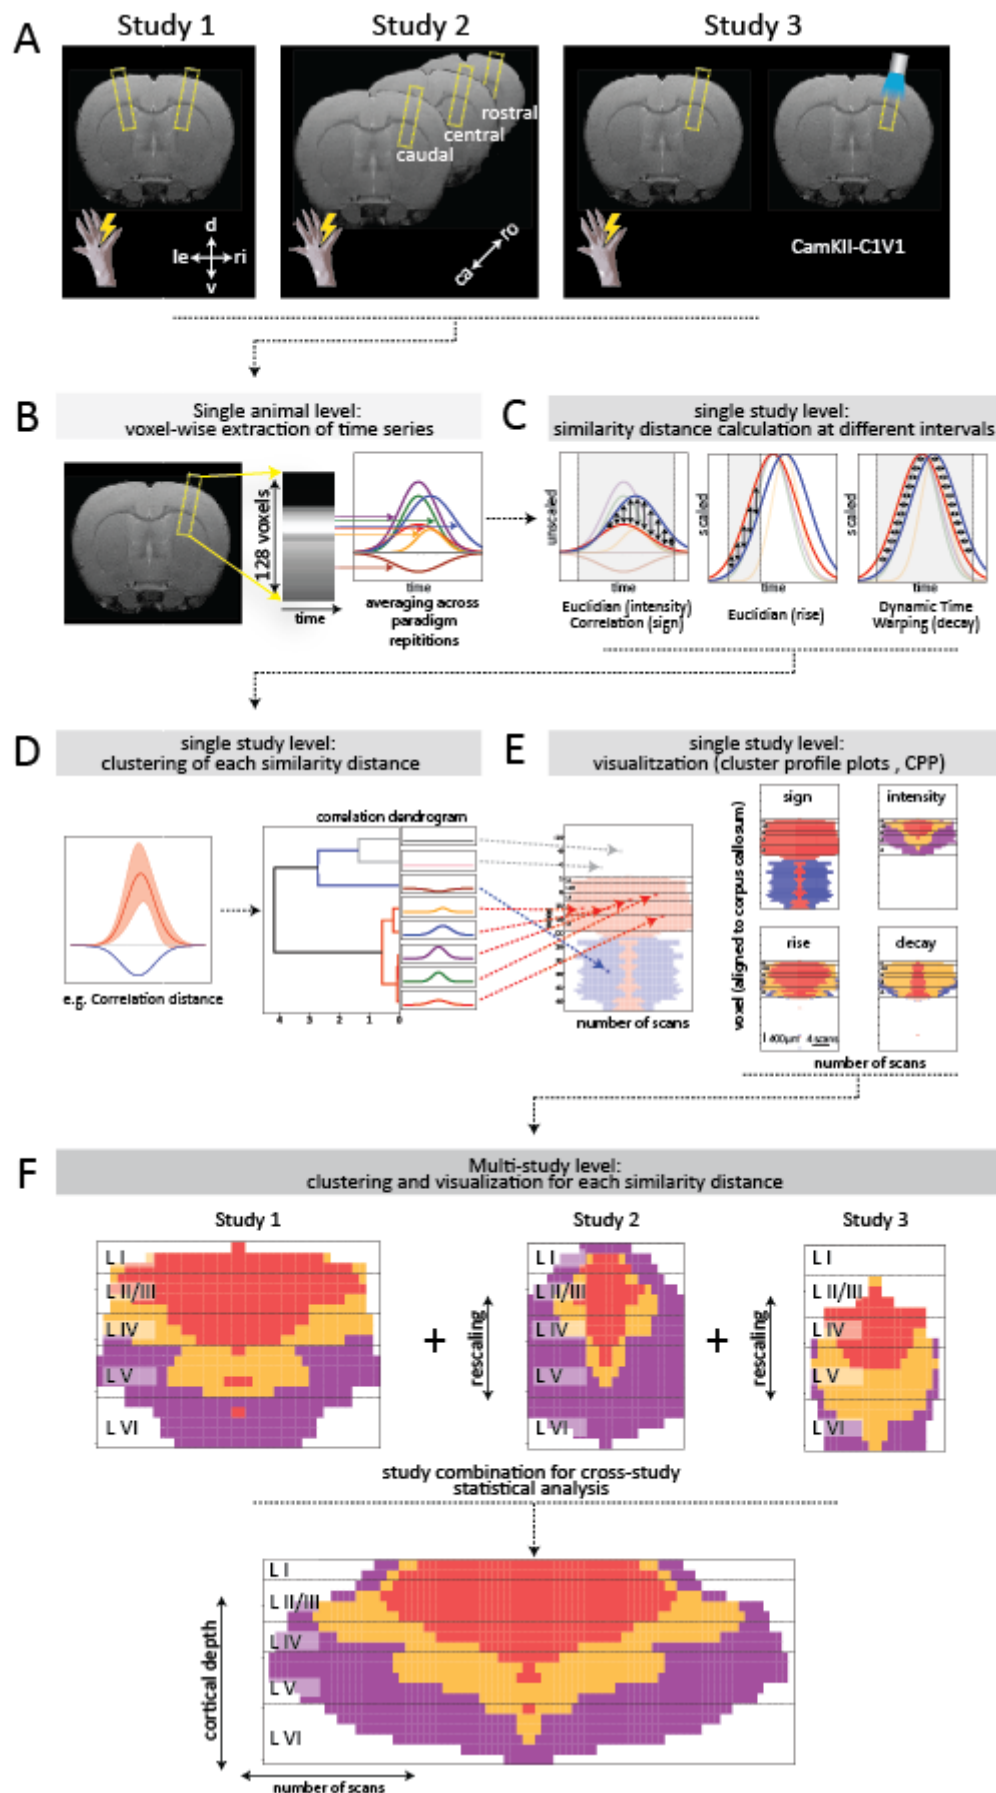 Study 1
Study 2
Study 3
A
rostral
central
caudal
d
le
ri
v
ro
ca
CamKII-C1V1
B
Single animal level:
voxel-wise extraction of time series
C
single study level:
similarity distance calculation at different intervals
128 voxels
time
time
averaging across
paradigm
repititions
unscaled
time
Euclidian (intensity)
Correlation (sign)
scaled
time
Euclidian (rise)
scaled
time
Dynamic Time
Warping (decay)
D
single study level:
clustering of each similarity distance
E
single study level:
visualitzation (cluster profile plots , CPP)
e.g. Correlation distance
correlation dendrogram
4
3
2
1
0
number of scans
voxel (aligned to corpus callosum)
sign
intensity
rise
decay
400µm
4 scans
number of scans
F
Multi-study level:
clustering and visualization for each similarity distance
Study 1
Study 2
Study 3
L I
L II/III
L IV
L V
L VI
+
rescaling
L I
L II/III
L IV
L V
L VI
+
rescaling
L I
L II/III
L IV
L V
L VI
study combination for cross-study
statistical analysis
cortical depth
L I
L II/III
L IV
L V
L VI
number of scans